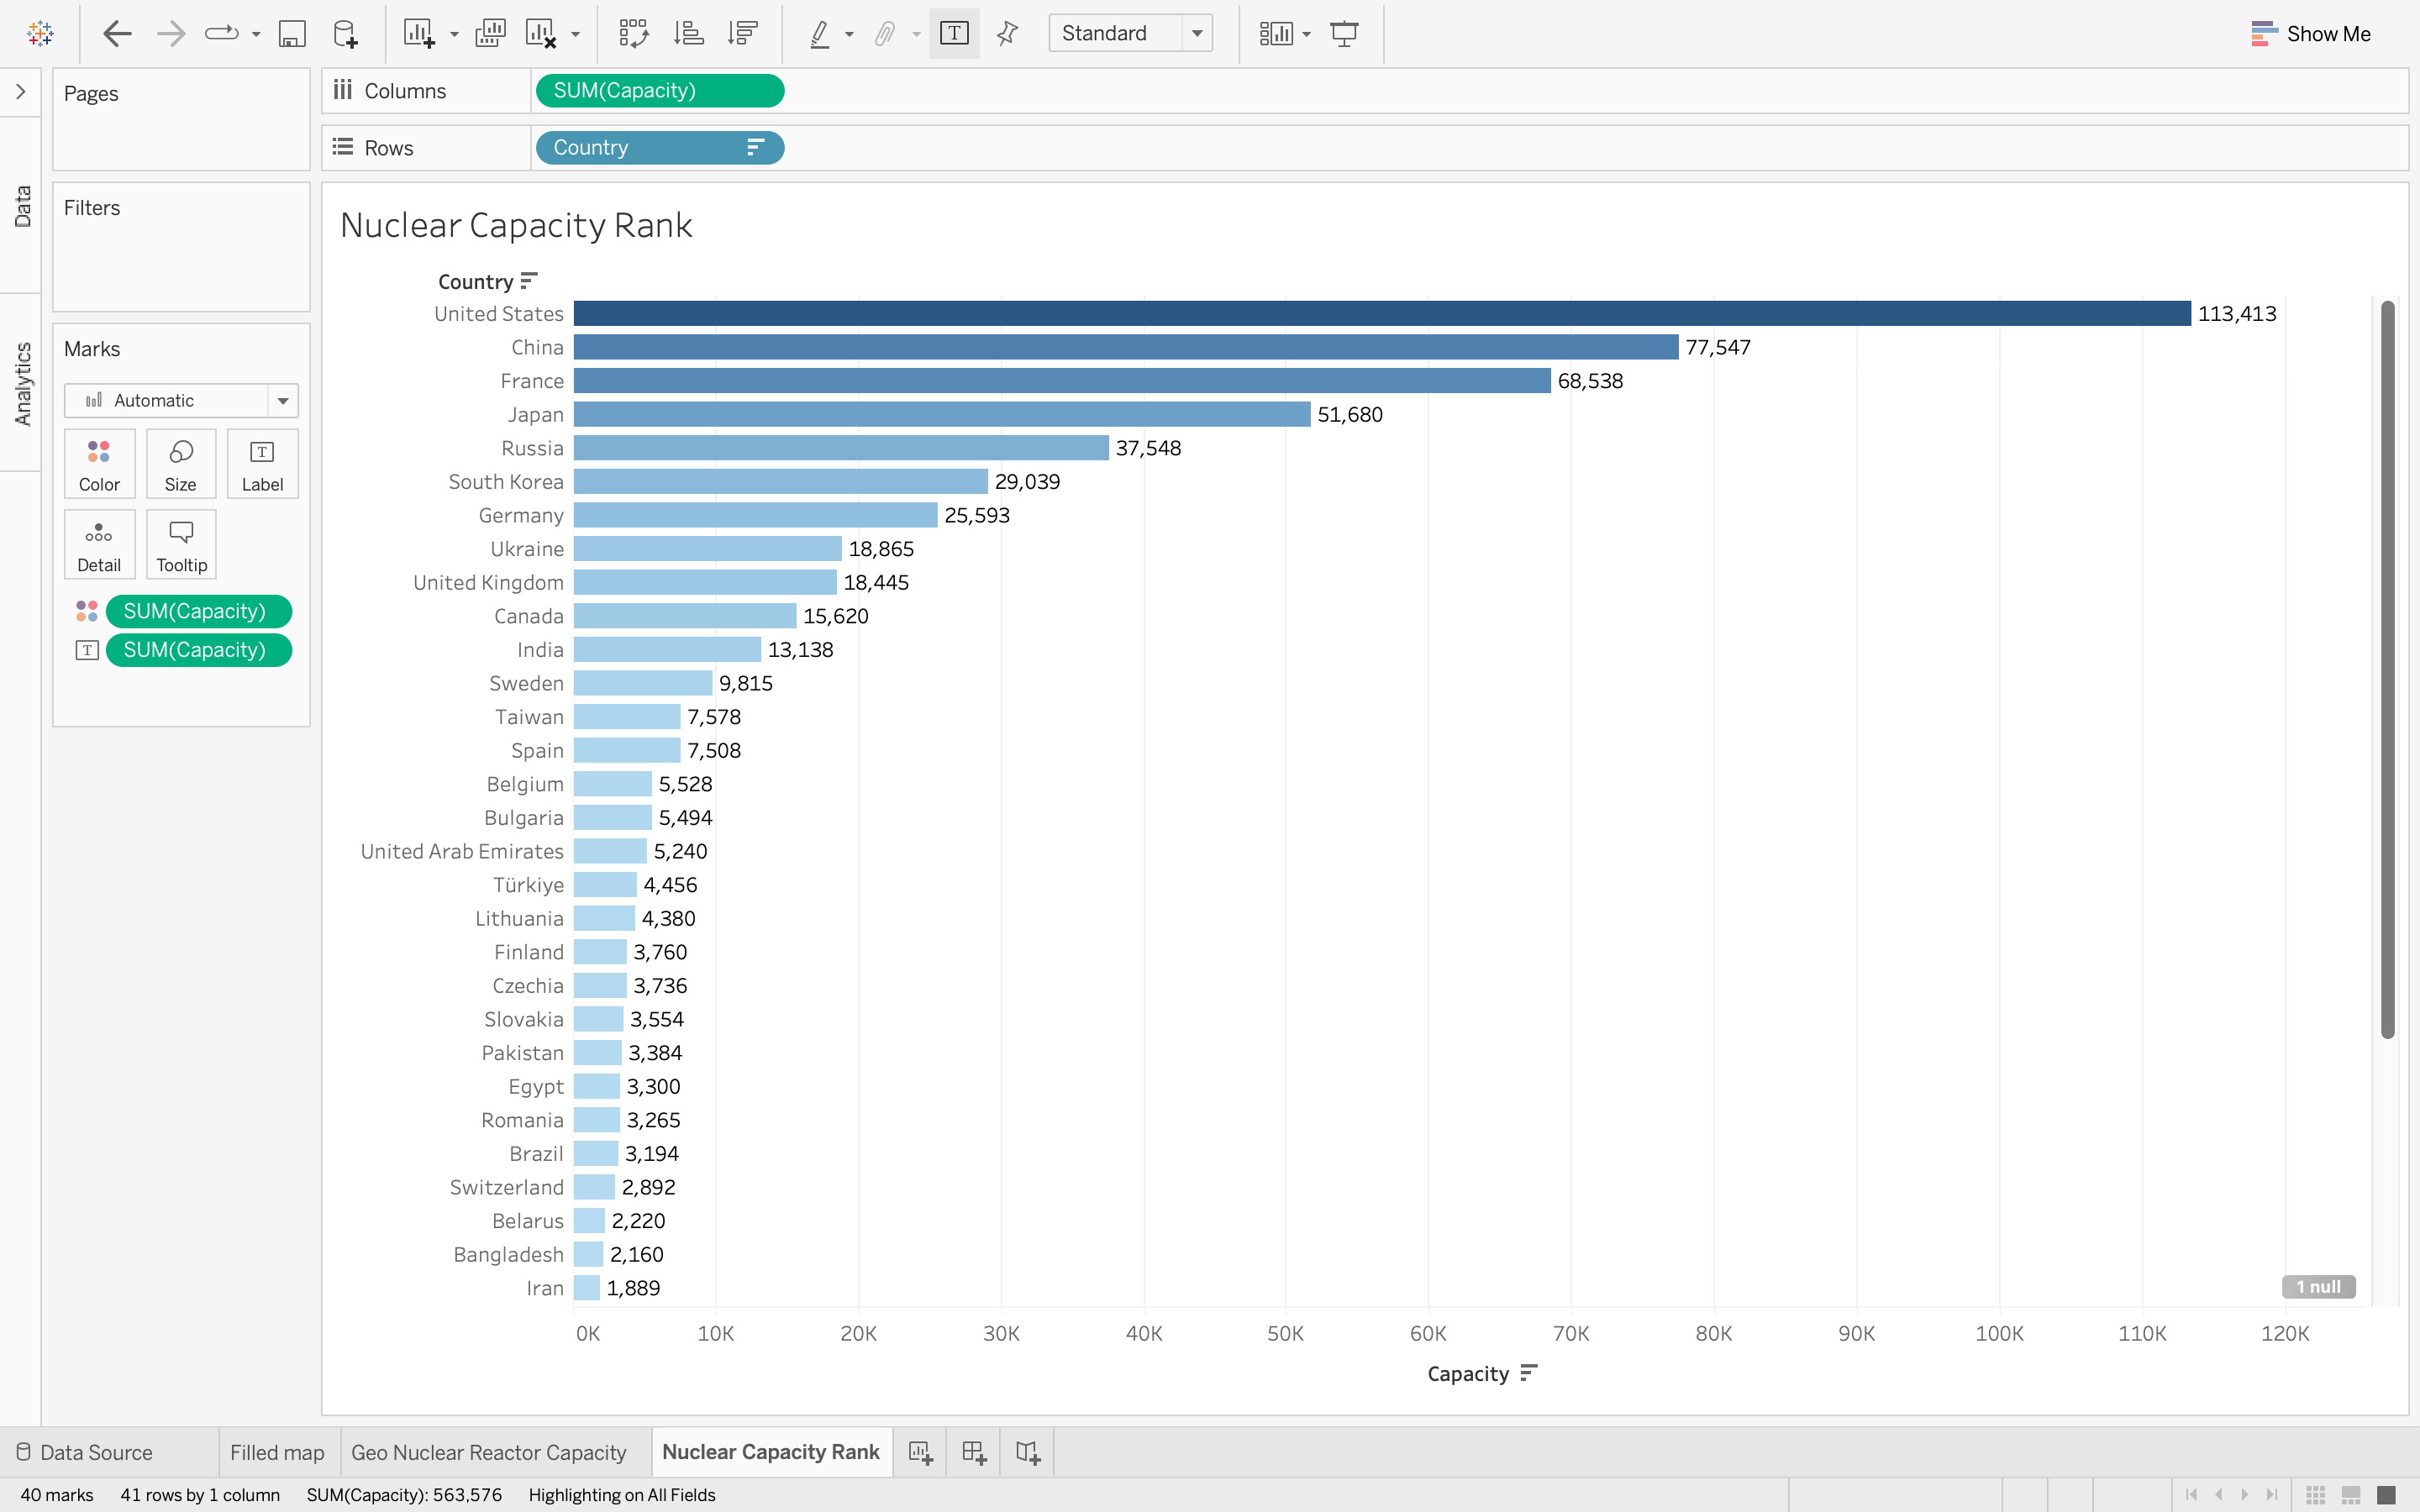 Standard
Show Me
Pages
Columns
SUM(Capacity)
Rows
Country
Data
Analytics
Filters
Marks
Automatic
Color
Size
Label
Detail
Tooltip
SUM(Capacity)
SUM(Capacity)
Nuclear Capacity Rank
Country
United States 113,413
China 77,547
France 68,538
Japan 51,680
Russia 37,548
South Korea 29,039
Germany 25,593
Ukraine 18,865
United Kingdom 18,445
Canada 15,620
India 13,138
Sweden 9,815
Taiwan 7,578
Spain 7,508
Belgium 5,528
Bulgaria 5,494
United Arab Emirates 5,240
Türkiye 4,456
Lithuania 4,380
Finland 3,760
Czechia 3,736
Slovakia 3,554
Pakistan 3,384
Egypt 3,300
Romania 3,265
Brazil 3,194
Switzerland 2,892
Belarus 2,220
Bangladesh 2,160
Iran 1,889
1 null
0K 10K 20K 30K 40K 50K 60K 70K 80K 90K 100K 110K 120K
Capacity
Data Source Filled map Geo Nuclear Reactor Capacity Nuclear Capacity Rank
40 marks 41 rows by 1 column SUM(Capacity): 563,576 Highlighting on All Fields